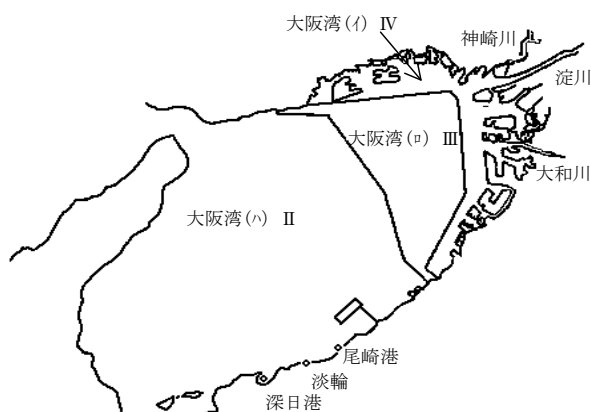 大阪湾(イ) Ⅳ
神崎川
淀川
大阪湾(ロ) Ⅲ
大和川
大阪湾(ハ) Ⅱ
尾崎港
淡輪
深日港